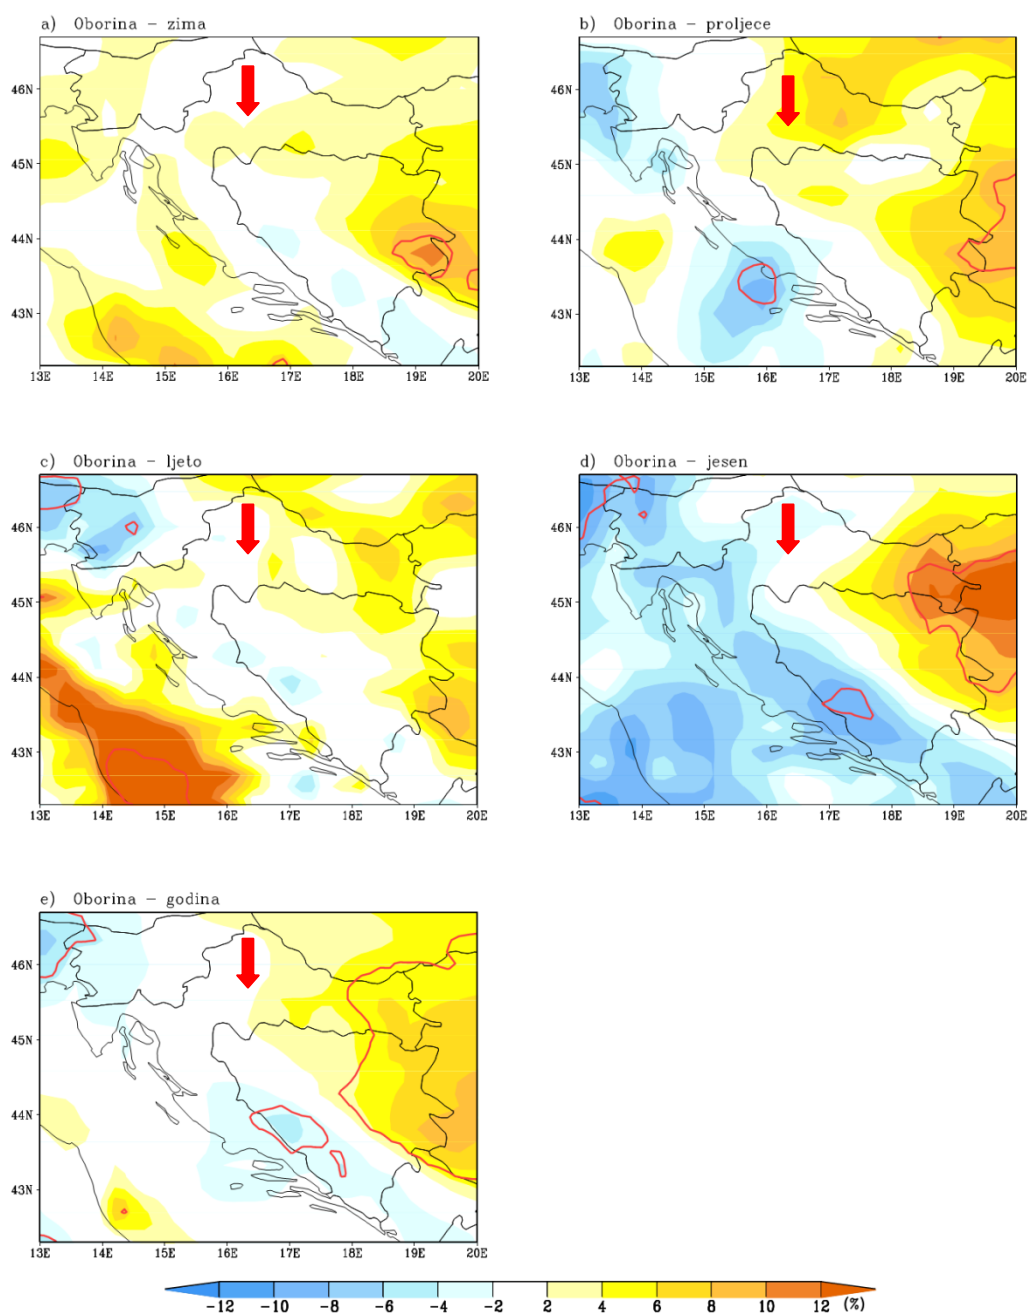 a) Oborina – zima
46N
45N
44N
43N
13E 14E 15E 16E 17E 18E 19E 20E
b) Oborina – proljece
46N
45N
44N
43N
13E 14E 15E 16E 17E 18E 19E 20E
c) Oborina – ljeto
46N
45N
44N
43N
13E 14E 15E 16E 17E 18E 19E 20E
d) Oborina – jesen
46N
45N
44N
43N
13E 14E 15E 16E 17E 18E 19E 20E
e) Oborina – godina
46N
45N
44N
43N
13E 14E 15E 16E 17E 18E 19E 20E
-12 -10 -8 -6 -4 -2 2 4 6 8 10 12 (%)